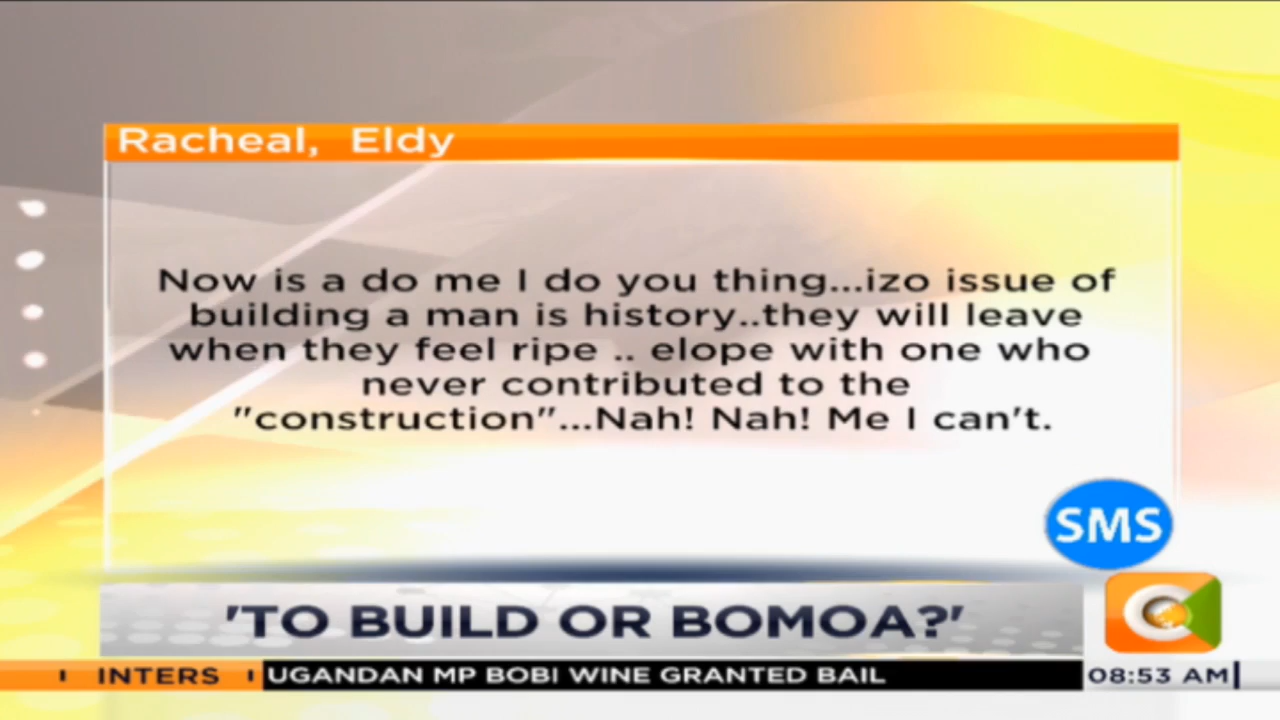 Racheal, Eldy
Now is a do me I do you thing...izo issue of
building a man is history..they will leave
when they feel ripe .. elope with one who
never contributed to the
"construction"...Nah! Nah! Me I can't.
SMS
'TO BUILD OR BOMOA?'
INTERS
UGANDAN MP BOBI WINE GRANTED BAIL
08:53 AM